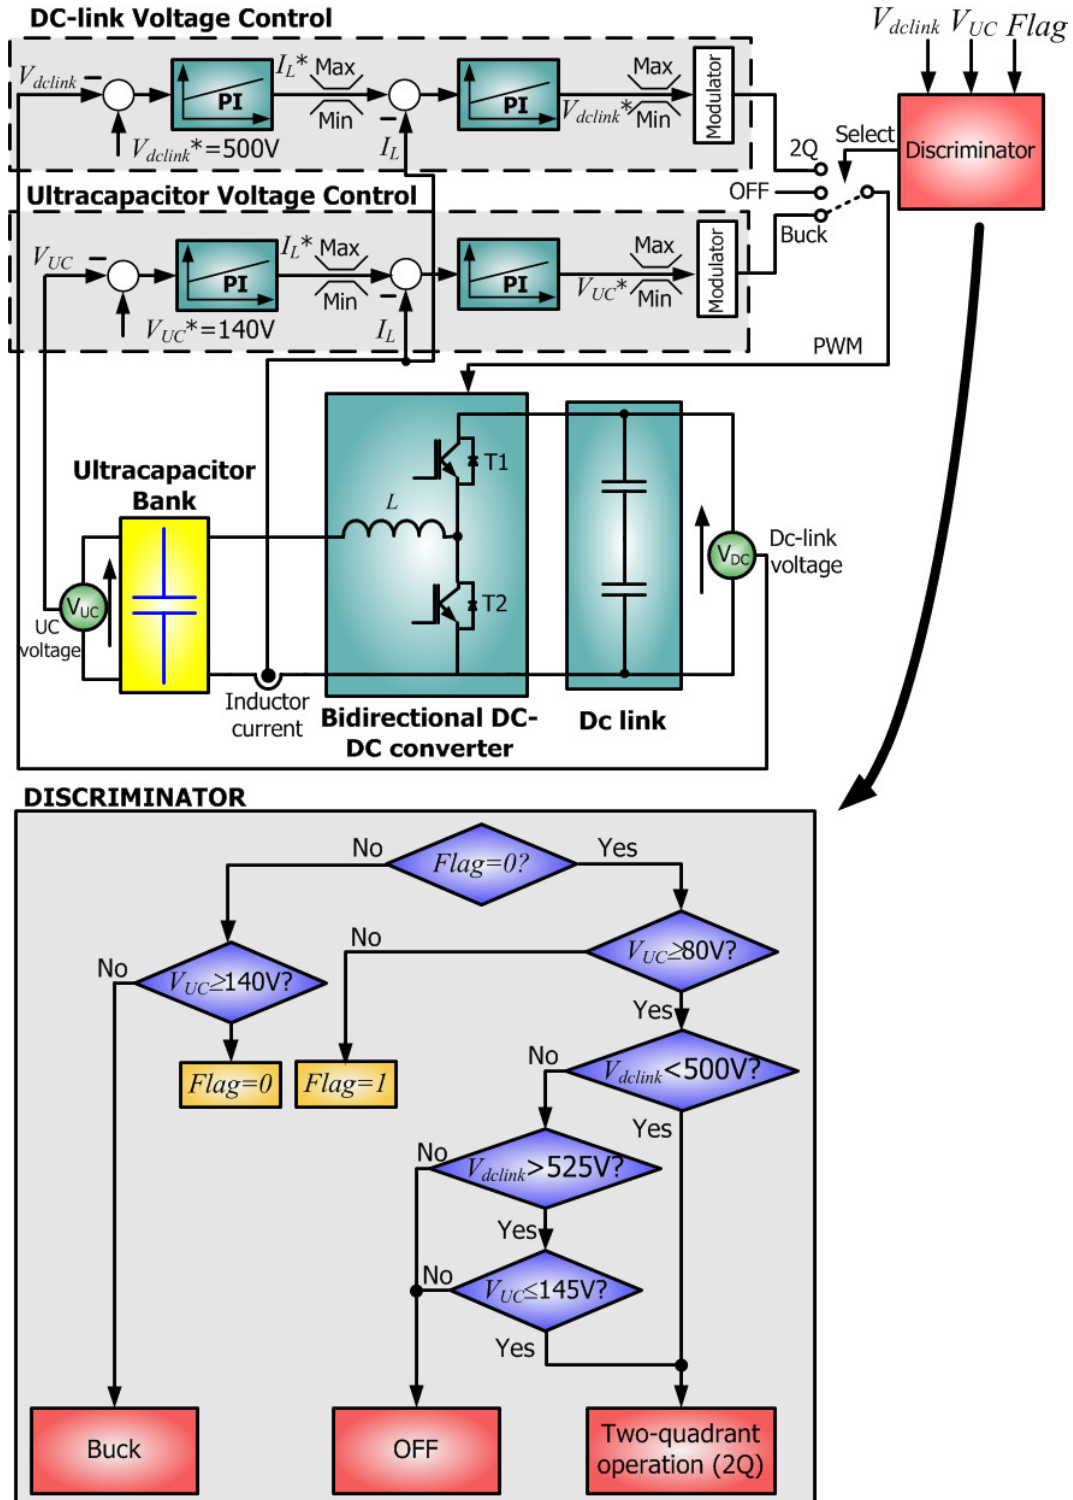 DC-link Voltage Control
V_dclink
V_dclink*=500V
PI
I_L*
Max
Min
I_L
PI
V_dclink*
Max
Min
Modulator
V_dclink V_UC Flag
Discriminator
Select
2Q
OFF
Buck
PWM
Ultracapacitor Voltage Control
V_UC
V_UC*=140V
PI
I_L*
Max
Min
I_L
PI
V_UC*
Max
Min
Modulator
Ultracapacitor
Bank
V_UC
UC
voltage
Inductor
current
L
T1
T2
Bidirectional DC-
DC converter
Dc link
V_DC
Dc-link
voltage
DISCRIMINATOR
Flag=0?
No
Yes
V_UC≥140V?
No
Flag=0
V_UC≥80V?
No
Flag=1
Yes
V_dclink<500V?
No
Yes
V_dclink>525V?
No
Yes
V_UC≤145V?
No
Yes
Buck
OFF
Two-quadrant
operation (2Q)